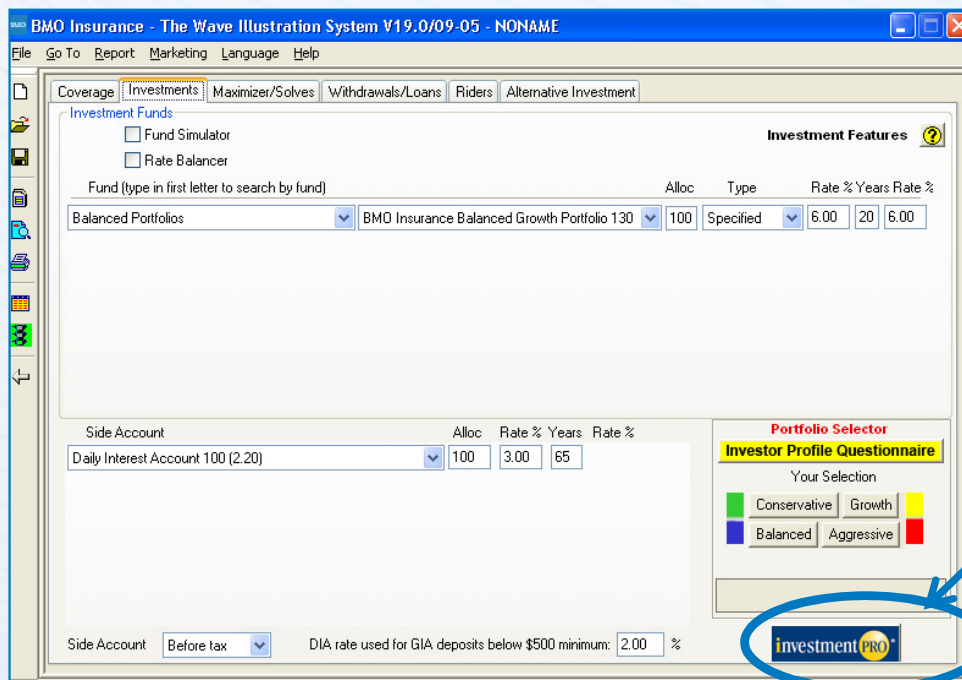 BMO BMO Insurance - The Wave Illustration System V19.0/09-05 - NONAME
File Go To Report Marketing Language Help
Coverage Investments Maximizer/Solves Withdrawals/Loans Riders Alternative Investment
Investment Funds
Fund Simulator
Investment Features ?
Rate Balancer
Fund (type in first letter to search by fund) Alloc Type Rate % Years Rate %
Balanced Portfolios BMO Insurance Balanced Growth Portfolio 130 100 Specified 6.00 20 6.00
Side Account Alloc Rate % Years Rate %
Daily Interest Account 100 (2.20) 100 3.00 65
Portfolio Selector
Investor Profile Questionnaire
Your Selection
Conservative Growth
Balanced Aggressive
Side Account Before tax DIA rate used for GIA deposits below $500 minimum: 2.00 %
investment PRO